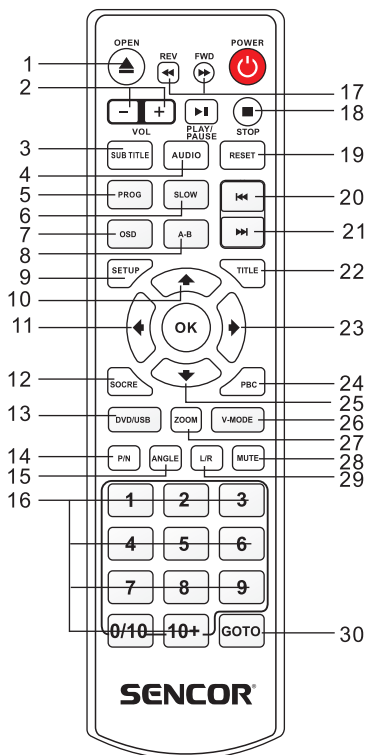 OPEN REV FWD POWER
1
2
17
18
VOL PLAY/ STOP
PAUSE
3 SUB TITLE AUDIO RESET 19
4
5 PROG SLOW 20
6
7 OSD A-B 21
8
9 SETUP TITLE 22
10
11 OK 23
12 SOCRE PBC 24
25
13 DVD/USB ZOOM V-MODE 26
27
14 P/N ANGLE L/R MUTE 28
15 29
16 1 2 3
4 5 6
7 8 9
0/10 10+ GOTO 30
SENCOR®